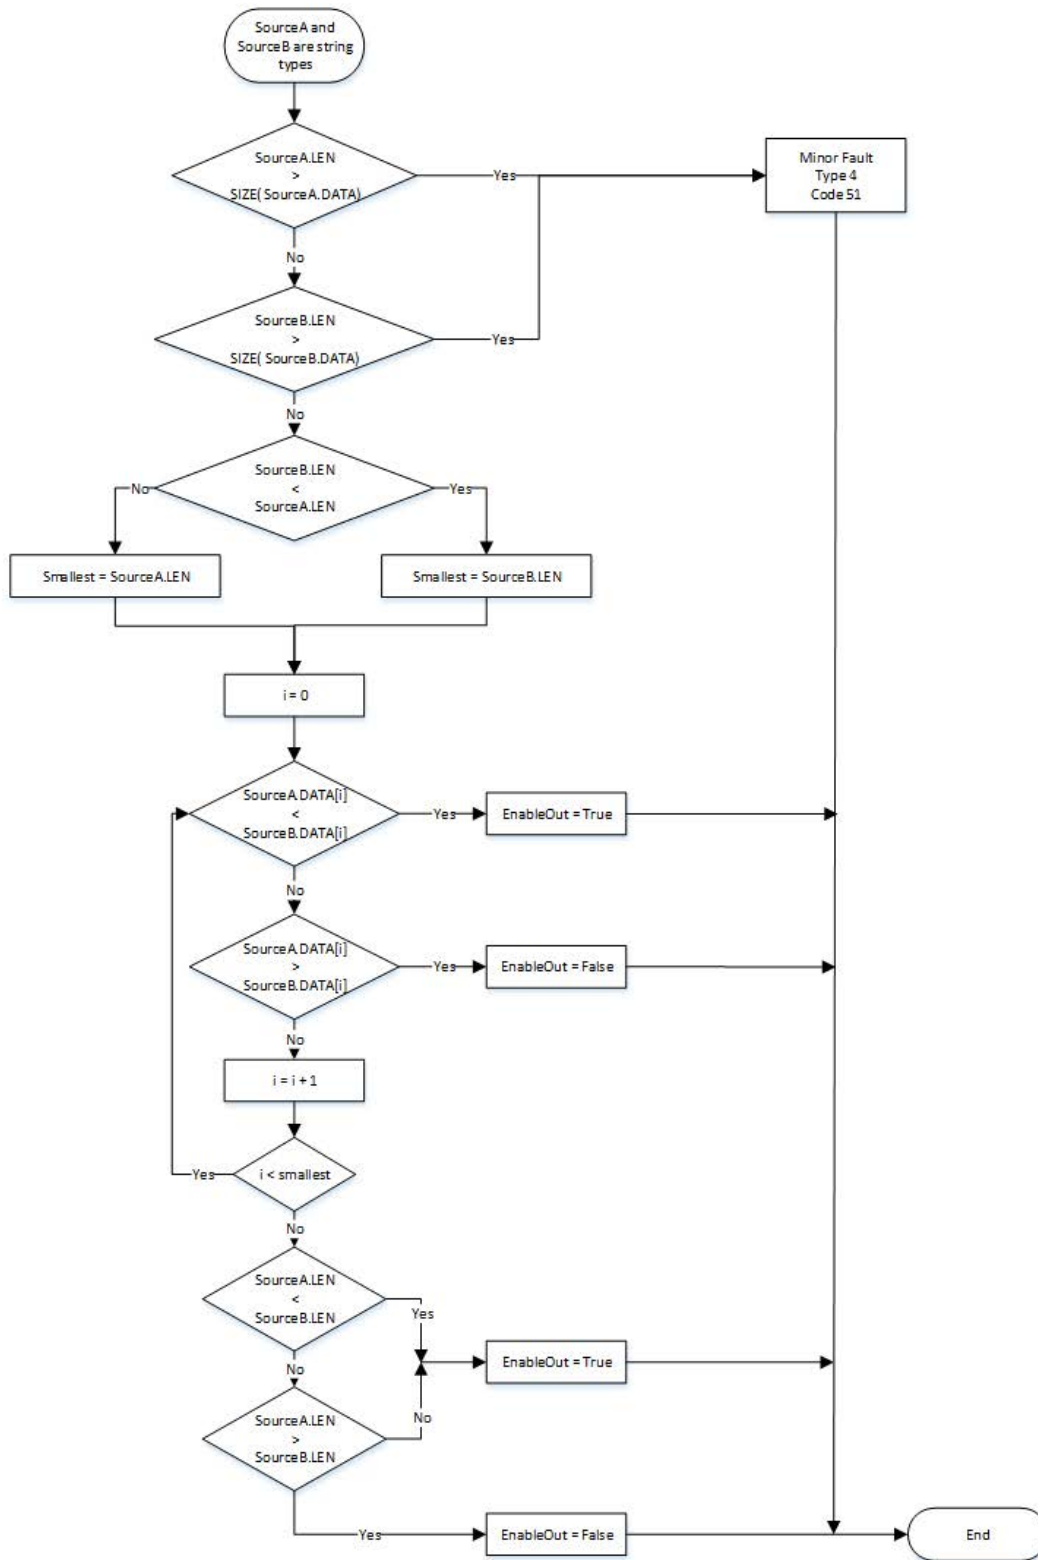 SourceA and
SourceB are string
types
SourceA.LEN
>
SIZE( SourceA.DATA)
Yes
Minor Fault
Type 4
Code 51
No
SourceB.LEN
>
SIZE( SourceB.DATA)
Yes
No
SourceB.LEN
<
SourceA.LEN
No
Yes
Smallest = SourceA.LEN
Smallest = SourceB.LEN
i = 0
SourceA.DATA[i]
<
SourceB.DATA[i]
Yes
EnableOut = True
No
SourceA.DATA[i]
>
SourceB.DATA[i]
Yes
EnableOut = False
No
i = i + 1
i < smallest
Yes
No
SourceA.LEN
<
SourceB.LEN
Yes
EnableOut = True
No
SourceA.LEN
>
SourceB.LEN
No
Yes
EnableOut = False
End